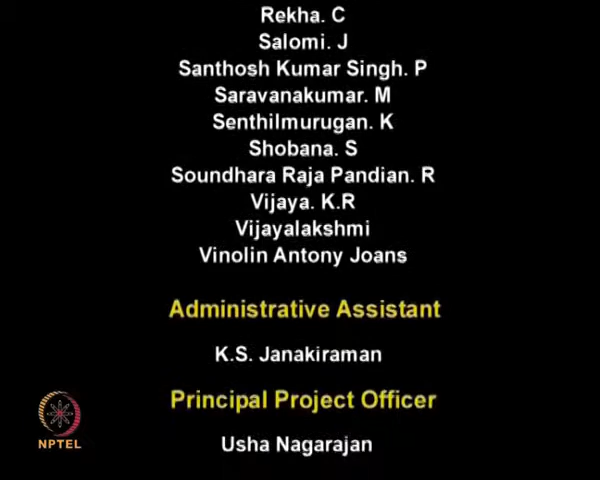 Rekha. C
Salomi. J
Santhosh Kumar Singh. P
Saravanakumar. M
Senthilmurugan. K
Shobana. S
Soundhara Raja Pandian. R
Vijaya. K.R
Vijayalakshmi
Vinolin Antony Joans
Administrative Assistant
K.S. Janakiraman
Principal Project Officer
Usha Nagarajan
NPTEL